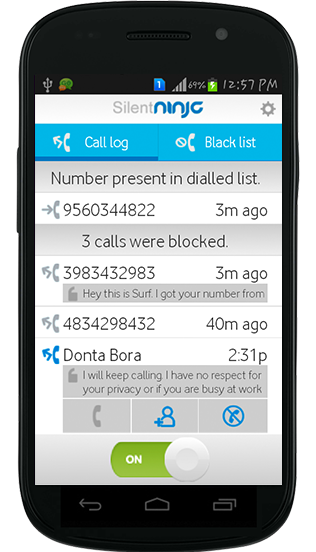 1
69%
12:57 PM
Silent ninja
Call log
Black list
Number present in dialled list.
9560344822
3m ago
3 calls were blocked.
3983432983
3m ago
Hey this is Surf. I got your number from
4834298432
40m ago
Donta Bora
2:31p
I will keep calling. I have no respect for
your privacy or if you are busy at work
ON